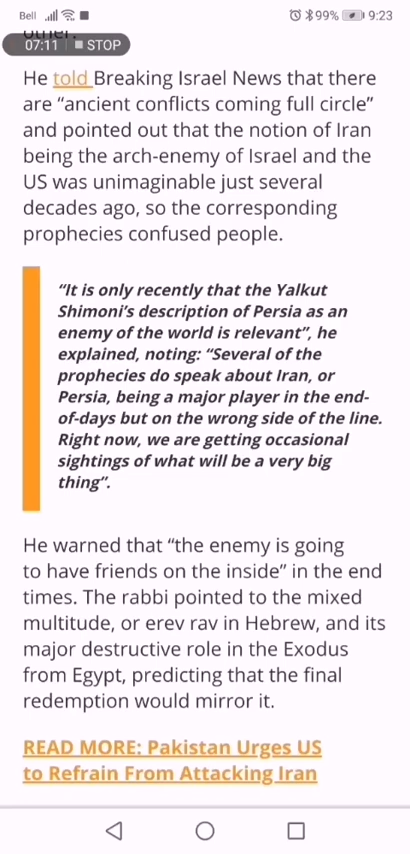 Bell 99% 9:23
other.
07:11 STOP
He told Breaking Israel News that there
are “ancient conflicts coming full circle”
and pointed out that the notion of Iran
being the arch-enemy of Israel and the
US was unimaginable just several
decades ago, so the corresponding
prophecies confused people.
“It is only recently that the Yalkut
Shimoni’s description of Persia as an
enemy of the world is relevant”, he
explained, noting: “Several of the
prophecies do speak about Iran, or
Persia, being a major player in the end-
of-days but on the wrong side of the line.
Right now, we are getting occasional
sightings of what will be a very big
thing”.
He warned that “the enemy is going
to have friends on the inside” in the end
times. The rabbi pointed to the mixed
multitude, or erev rav in Hebrew, and its
major destructive role in the Exodus
from Egypt, predicting that the final
redemption would mirror it.
READ MORE: Pakistan Urges US
to Refrain From Attacking Iran